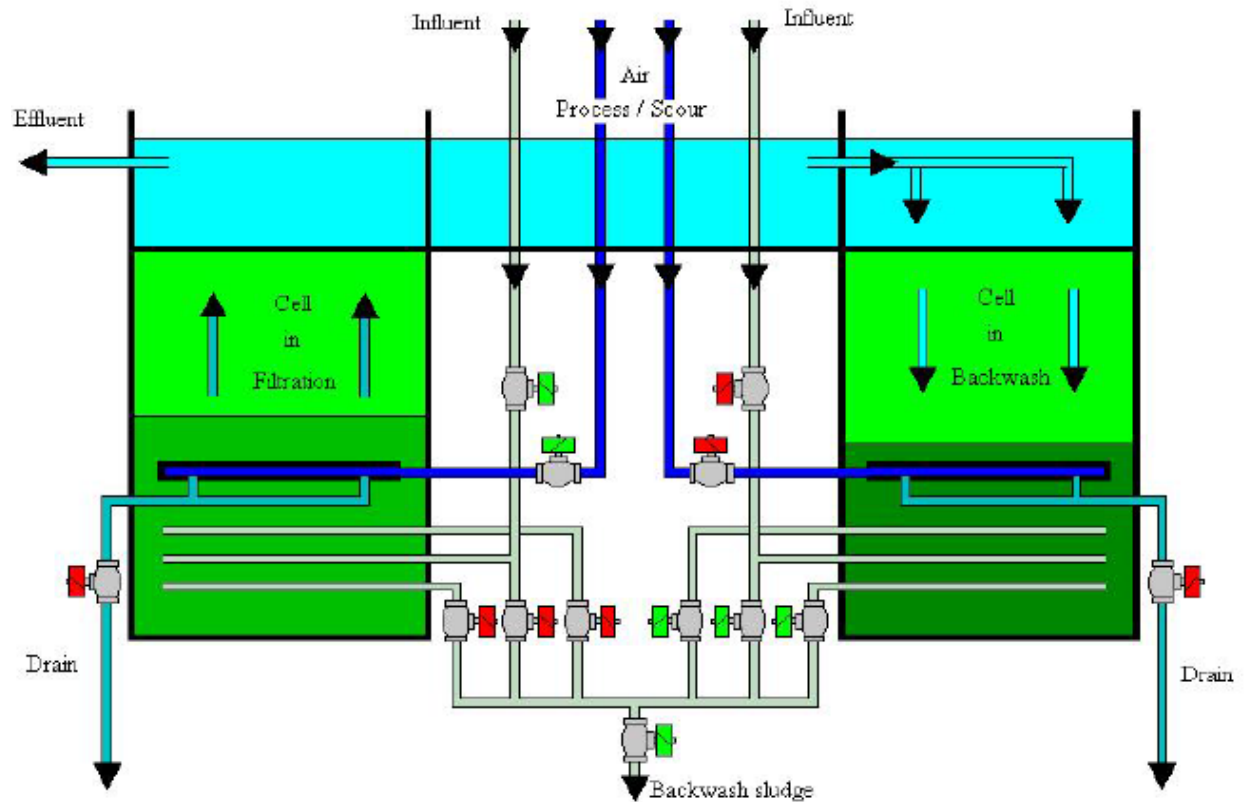 Influent
Influent
Air
Process / Scour
Effluent
Cell
in
Filtration
Cell
in
Backwash
Drain
Drain
Backwash sludge